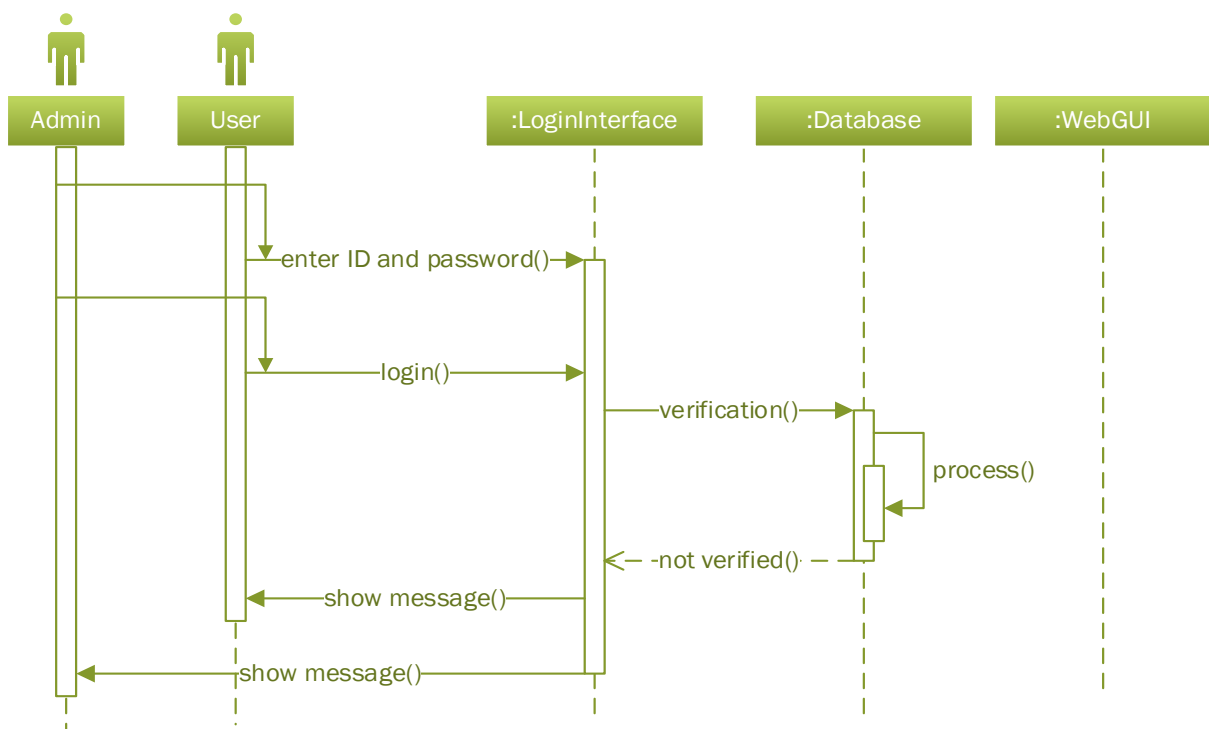 Admin
User
:LoginInterface
:Database
:WebGUI
enter ID and password()
login()
verification()
process()
not verified()
show message()
show message()